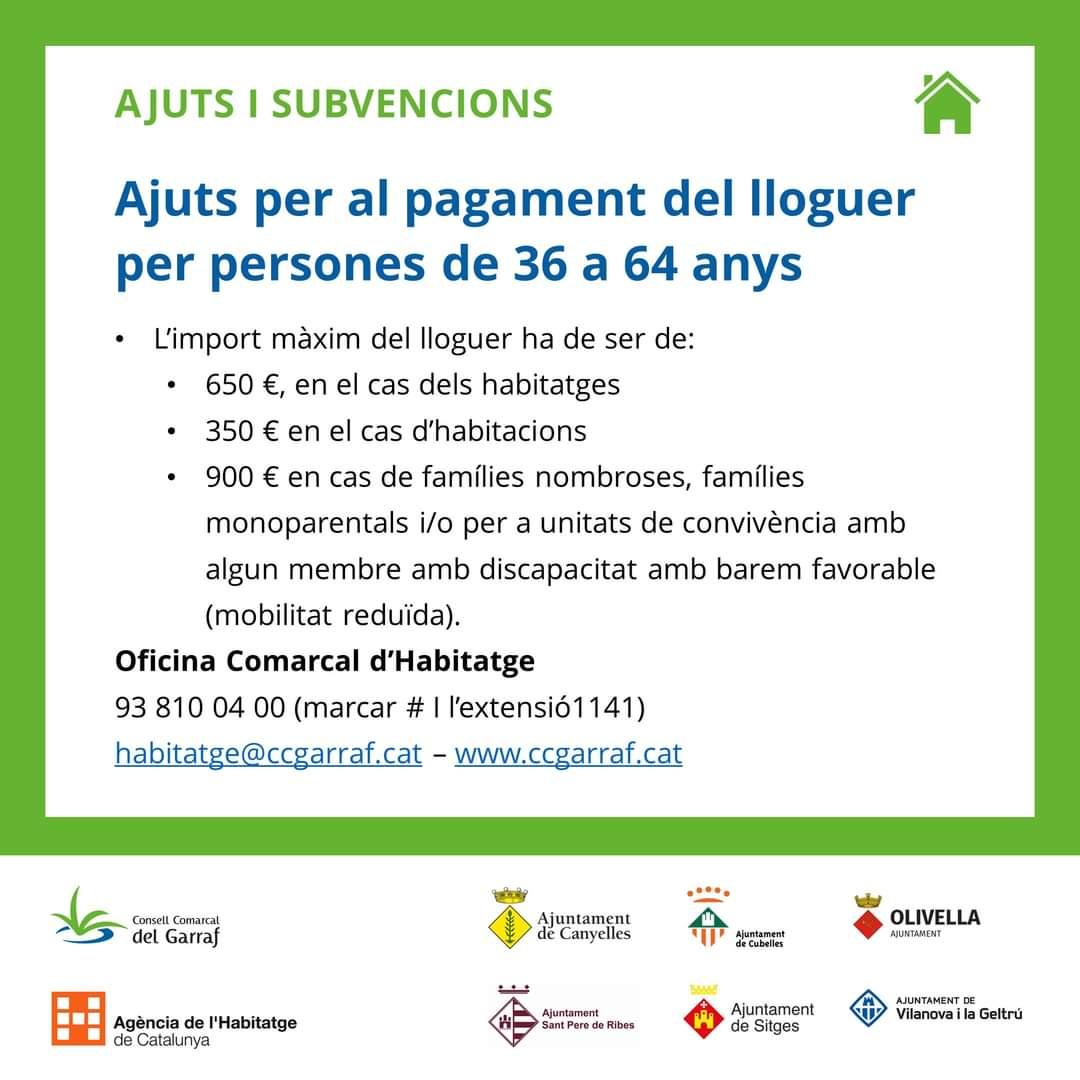 AJUTS I SUBVENCIONS
Ajuts per al pagament del lloguer
per persones de 36 a 64 anys
• L’import màxim del lloguer ha de ser de:
• 650 €, en el cas dels habitatges
• 350 € en el cas d’habitacions
• 900 € en cas de famílies nombroses, famílies
monoparentals i/o per a unitats de convivència amb
algun membre amb discapacitat amb barem favorable
(mobilitat reduïda).
Oficina Comarcal d’Habitatge
93 810 04 00 (marcar # I l’extensió1141)
habitatge@ccgarraf.cat – www.ccgarraf.cat
Consell Comarcal
del Garraf
Ajuntament
de Canyelles
Ajuntament
de Cubelles
OLIVELLA
AJUNTAMENT
Agència de l'Habitatge
de Catalunya
Ajuntament
Sant Pere de Ribes
Ajuntament
de Sitges
AJUNTAMENT DE
Vilanova i la Geltrú